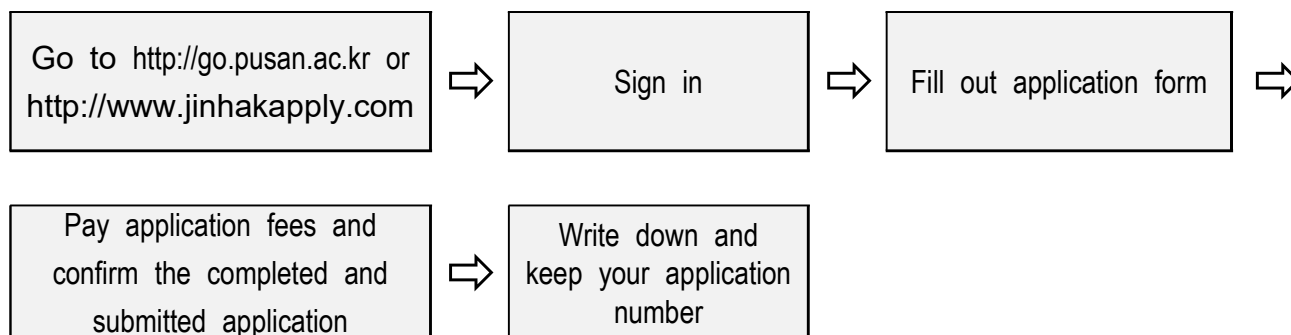 Go to http://go.pusan.ac.kr or
http://www.jinhakapply.com
Sign in
Fill out application form
Pay application fees and
confirm the completed and
submitted application
Write down and
keep your application
number